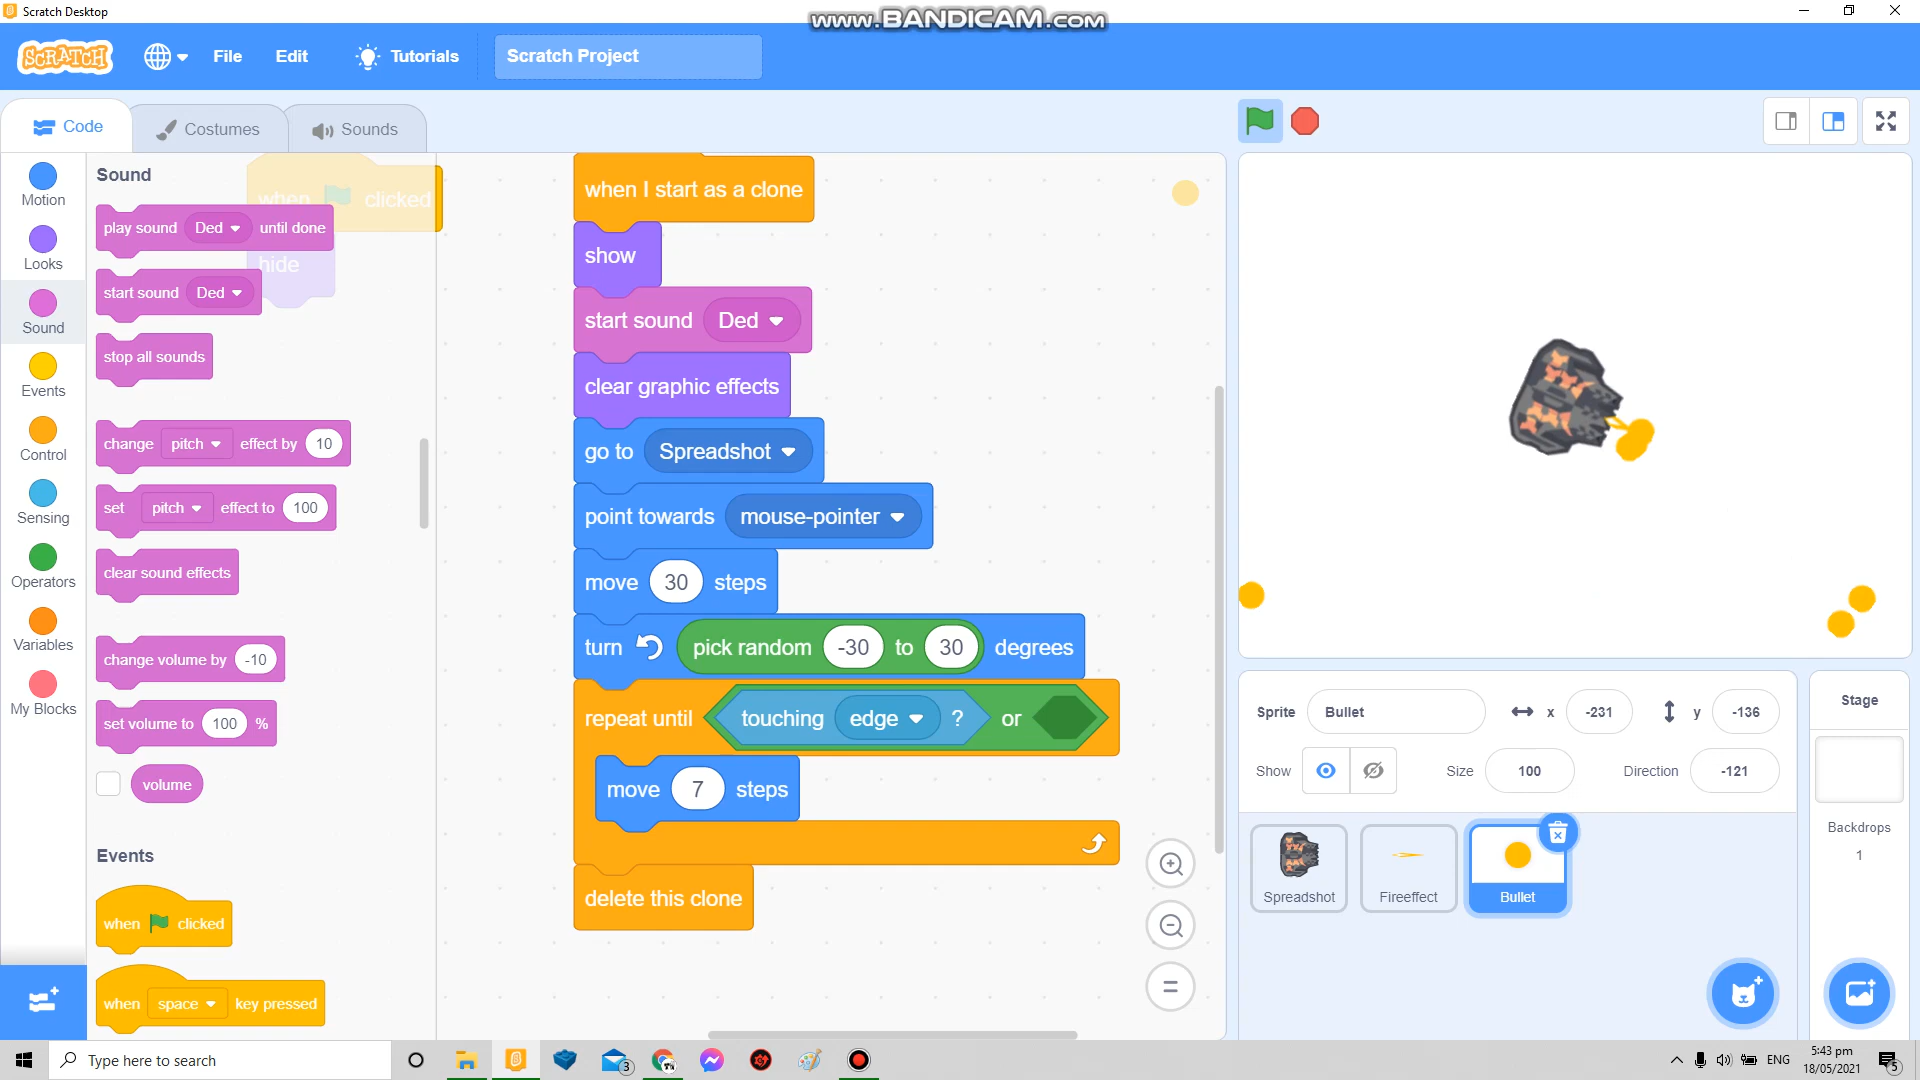 Scratch Desktop
www.BANDICAM.com
SCRATCH
File
Edit
Tutorials
Scratch Project
Code
Costumes
Sounds
Motion
Looks
Sound
Events
Control
Sensing
Operators
Variables
My Blocks
Sound
when clicked
hide
play sound Ded until done
start sound Ded
stop all sounds
change pitch effect by 10
set pitch effect to 100
clear sound effects
change volume by -10
set volume to 100 %
volume
Events
when clicked
when space key pressed
when I start as a clone
show
start sound Ded
clear graphic effects
go to Spreadshot
point towards mouse-pointer
move 30 steps
turn pick random -30 to 30 degrees
repeat until touching edge ? or
move 7 steps
delete this clone
Sprite Bullet x -231 y -136
Show Size 100 Direction -121
Spreadshot
Fireeffect
Bullet
Stage
Backdrops
1
Type here to search
3
ENG
5:43 pm
18/05/2021
5